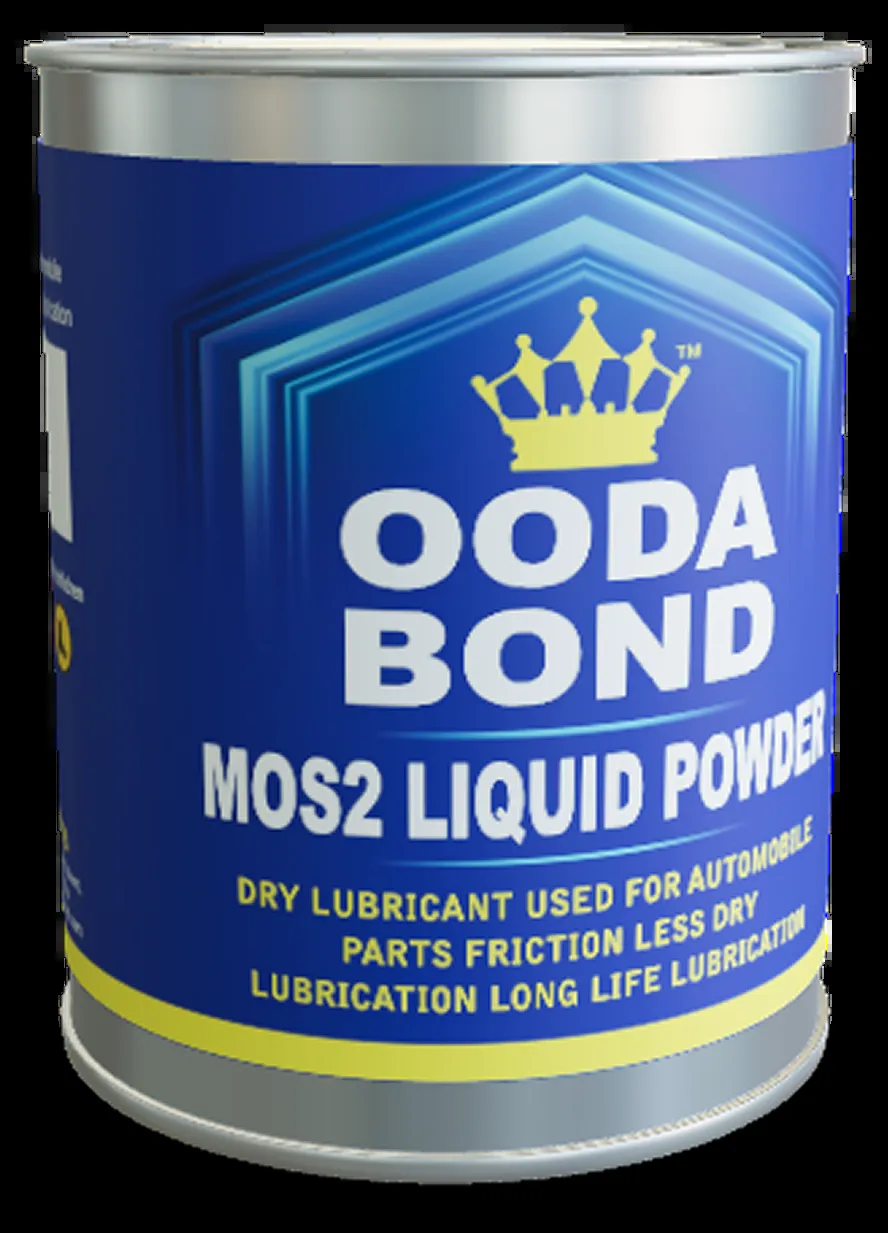 TM
OODA
BOND
MOS2 LIQUID POWDER
DRY LUBRICANT USED FOR AUTOMOBILE
PARTS FRICTION LESS DRY
LUBRICATION LONG LIFE LUBRICATION
L